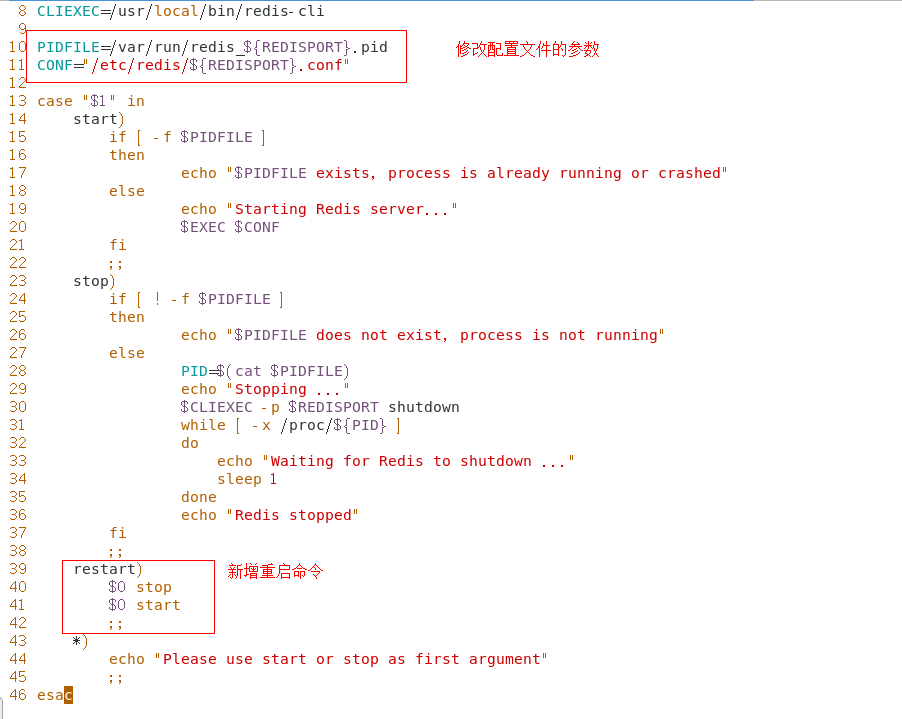 8 CLIEXEC=/usr/local/bin/redis-cli
9
10 PIDFILE=/var/run/redis_${REDISPORT}.pid 修改配置文件的参数
11 CONF="/etc/redis/${REDISPORT}.conf"
12
13 case "$1" in
14     start)
15         if [ -f $PIDFILE ]
16         then
17                 echo "$PIDFILE exists, process is already running or crashed"
18         else
19                 echo "Starting Redis server..."
20                 $EXEC $CONF
21         fi
22         ;;
23     stop)
24         if [ ! -f $PIDFILE ]
25         then
26                 echo "$PIDFILE does not exist, process is not running"
27         else
28                 PID=$(cat $PIDFILE)
29                 echo "Stopping ..."
30                 $CLIEXEC -p $REDISPORT shutdown
31                 while [ -x /proc/${PID} ]
32                 do
33                     echo "Waiting for Redis to shutdown ..."
34                     sleep 1
35                 done
36                 echo "Redis stopped"
37         fi
38         ;;
39     restart) 新增重启命令
40         $0 stop
41         $0 start
42         ;;
43     *)
44         echo "Please use start or stop as first argument"
45         ;;
46 esac